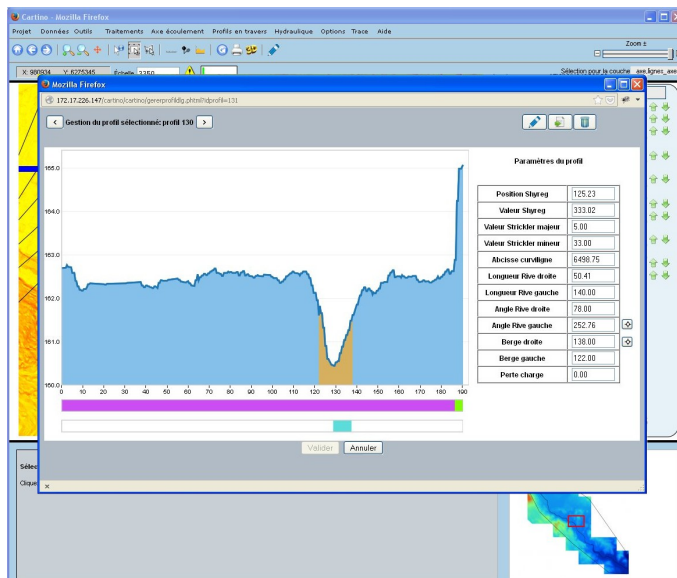 Cartino - Mozilla Firefox
Projet Données Outils Traitements Axe écoulement Profils en travers Hydraulique Options Trace Aide
Zoom ±
X: 980934 Y: 6275345 Échelle 3350 Sélection pour la couche axe.lignes_axe
Mozilla Firefox
172.17.226.147/cartino/cartino/gererprofildlg.phtml?idprofil=131
< Gestion du profil sélectionné: profil 130 >
Paramètres du profil
Position Shyreg 125.23
Valeur Shyreg 333.02
Valeur Strickler majeur 5.00
Valeur Strickler mineur 33.00
Abcisse curviligne 6498.75
Longueur Rive droite 50.41
Longueur Rive gauche 140.00
Angle Rive droite 78.00
Angle Rive gauche 252.76
Berge droite 138.00
Berge gauche 122.00
Perte charge 0.00
165.0
164.0
163.0
162.0
161.0
160.0
0 10 20 30 40 50 60 70 80 90 100 110 120 130 140 150 160 170 180 190
Valider Annuler
Sélec
Clique
x